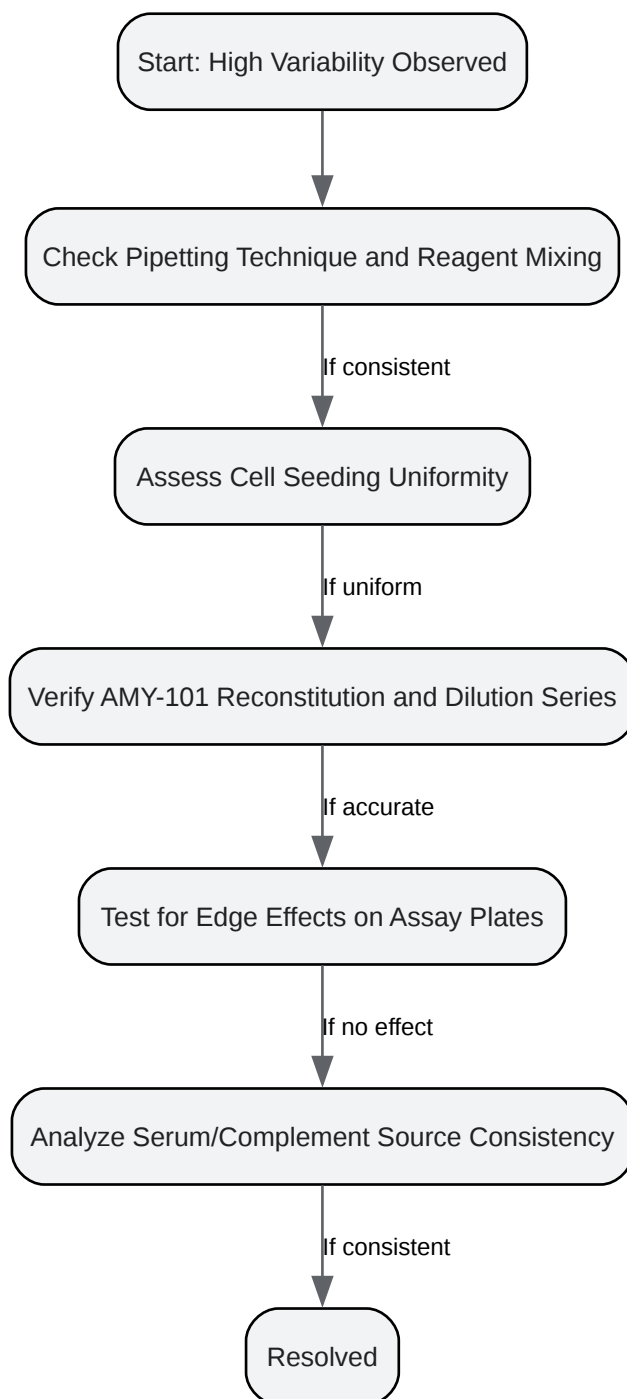 Start: High Variability Observed
Check Pipetting Technique and Reagent Mixing
If consistent
Assess Cell Seeding Uniformity
If uniform
Verify AMY-101 Reconstitution and Dilution Series
If accurate
Test for Edge Effects on Assay Plates
If no effect
Analyze Serum/Complement Source Consistency
If consistent
Resolved